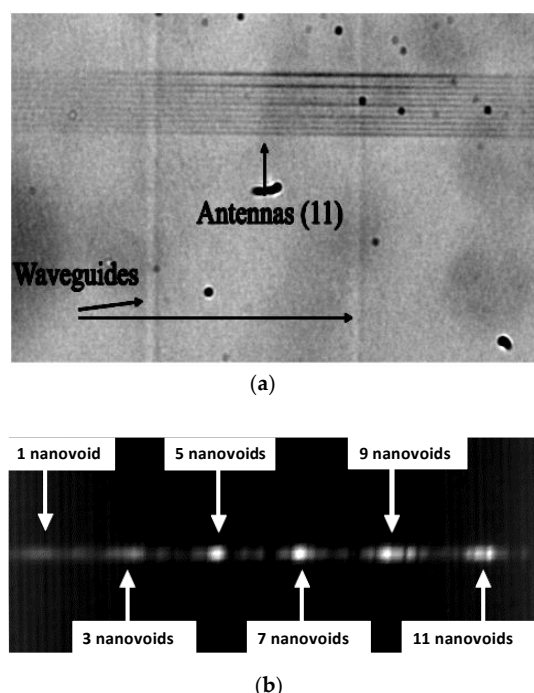 Antennas (11)
Waveguides
(a)
1 nanovoid
5 nanovoids
9 nanovoids
3 nanovoids
7 nanovoids
11 nanovoids
(b)